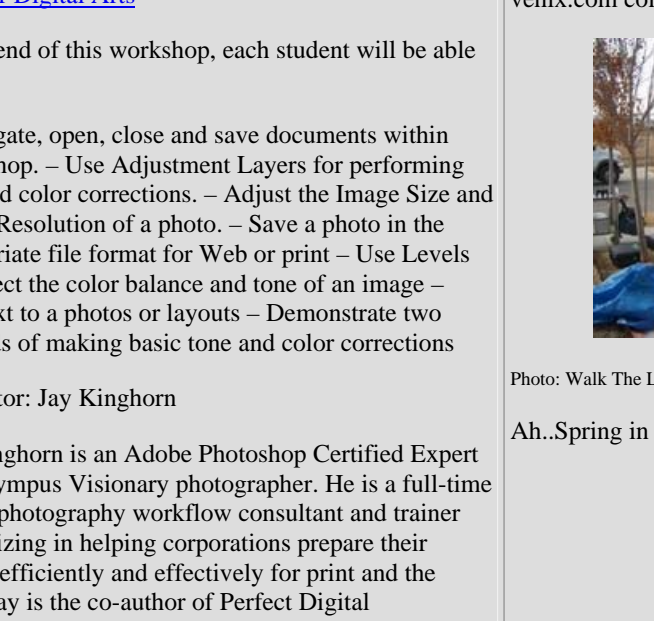 r Digital Arts
end of this workshop, each student will be able
gate, open, close and save documents within
hop. – Use Adjustment Layers for performing
d color corrections. – Adjust the Image Size and
Resolution of a photo. – Save a photo in the
riate file format for Web or print – Use Levels
ect the color balance and tone of an image –
xt to a photos or layouts – Demonstrate two
s of making basic tone and color corrections
tor: Jay Kinghorn
nghorn is an Adobe Photoshop Certified Expert
ympus Visionary photographer. He is a full-time
photography workflow consultant and trainer
izing in helping corporations prepare their
efficiently and effectively for print and the
ay is the co-author of Perfect Digital
Photo: Walk The L
Ah..Spring in